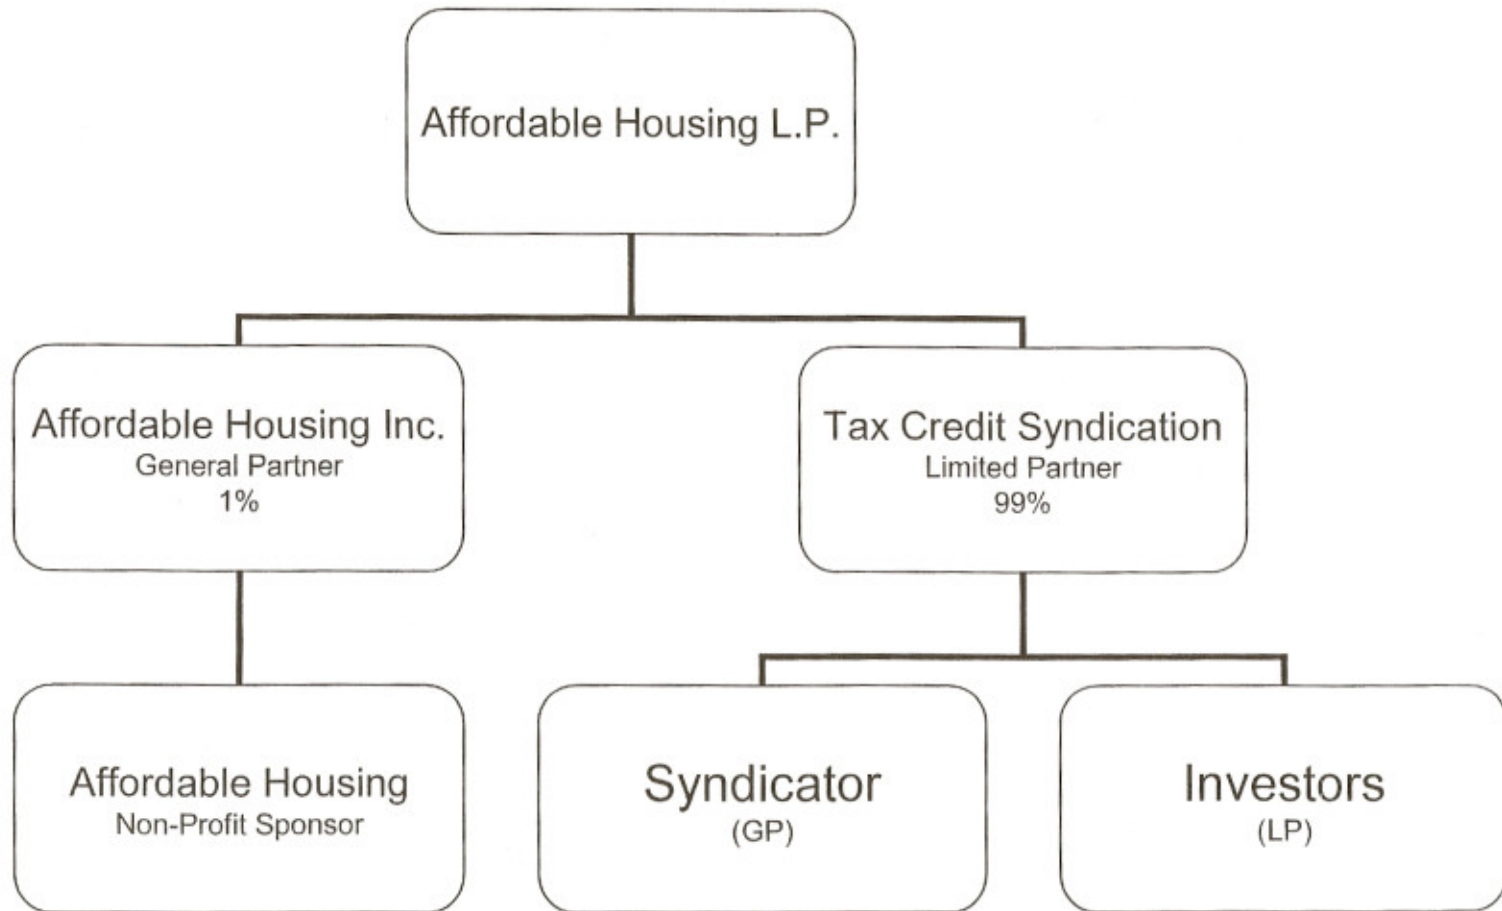 Affordable Housing L.P.
Affordable Housing Inc.
General Partner
1%
Tax Credit Syndication
Limited Partner
99%
Affordable Housing
Non-Profit Sponsor
Syndicator
(GP)
Investors
(LP)